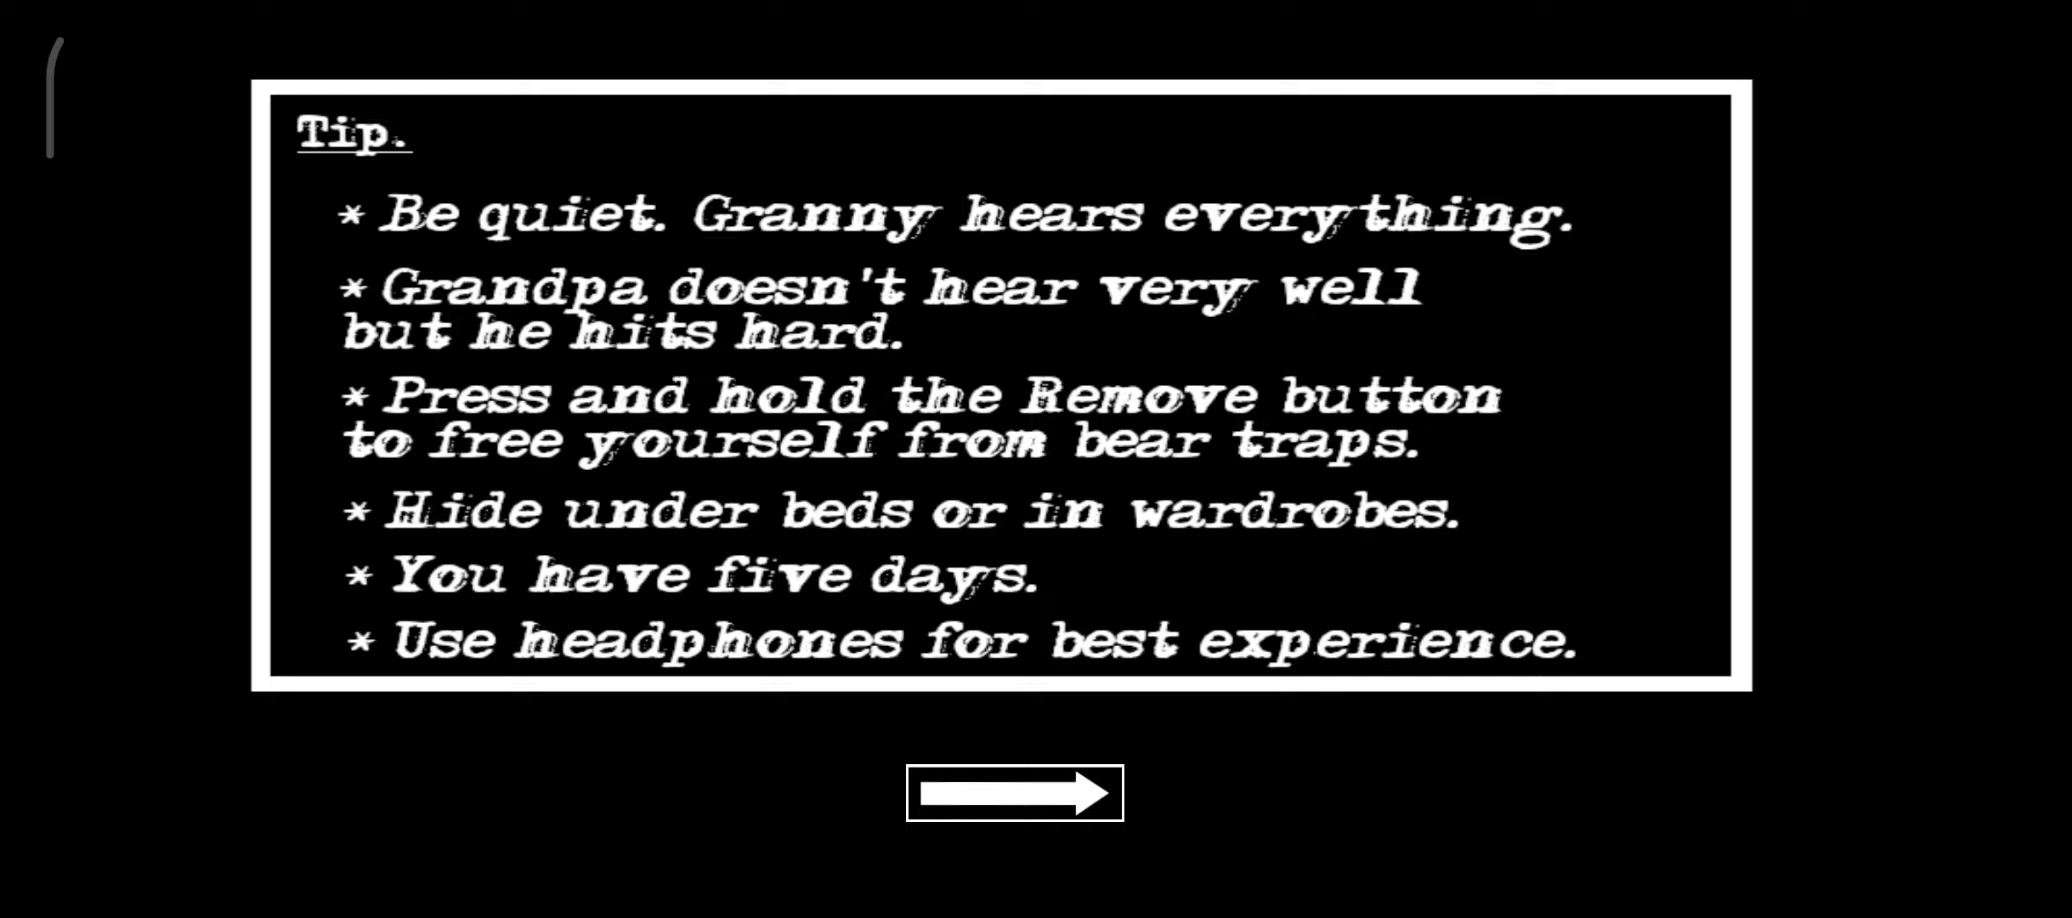 Tip.
* Be quiet. Granny hears everything.
* Grandpa doesn't hear very well
but he hits hard.
* Press and hold the Remove button
to free yourself from bear traps.
* Hide under beds or in wardrobes.
* You have five days.
* Use headphones for best experience.